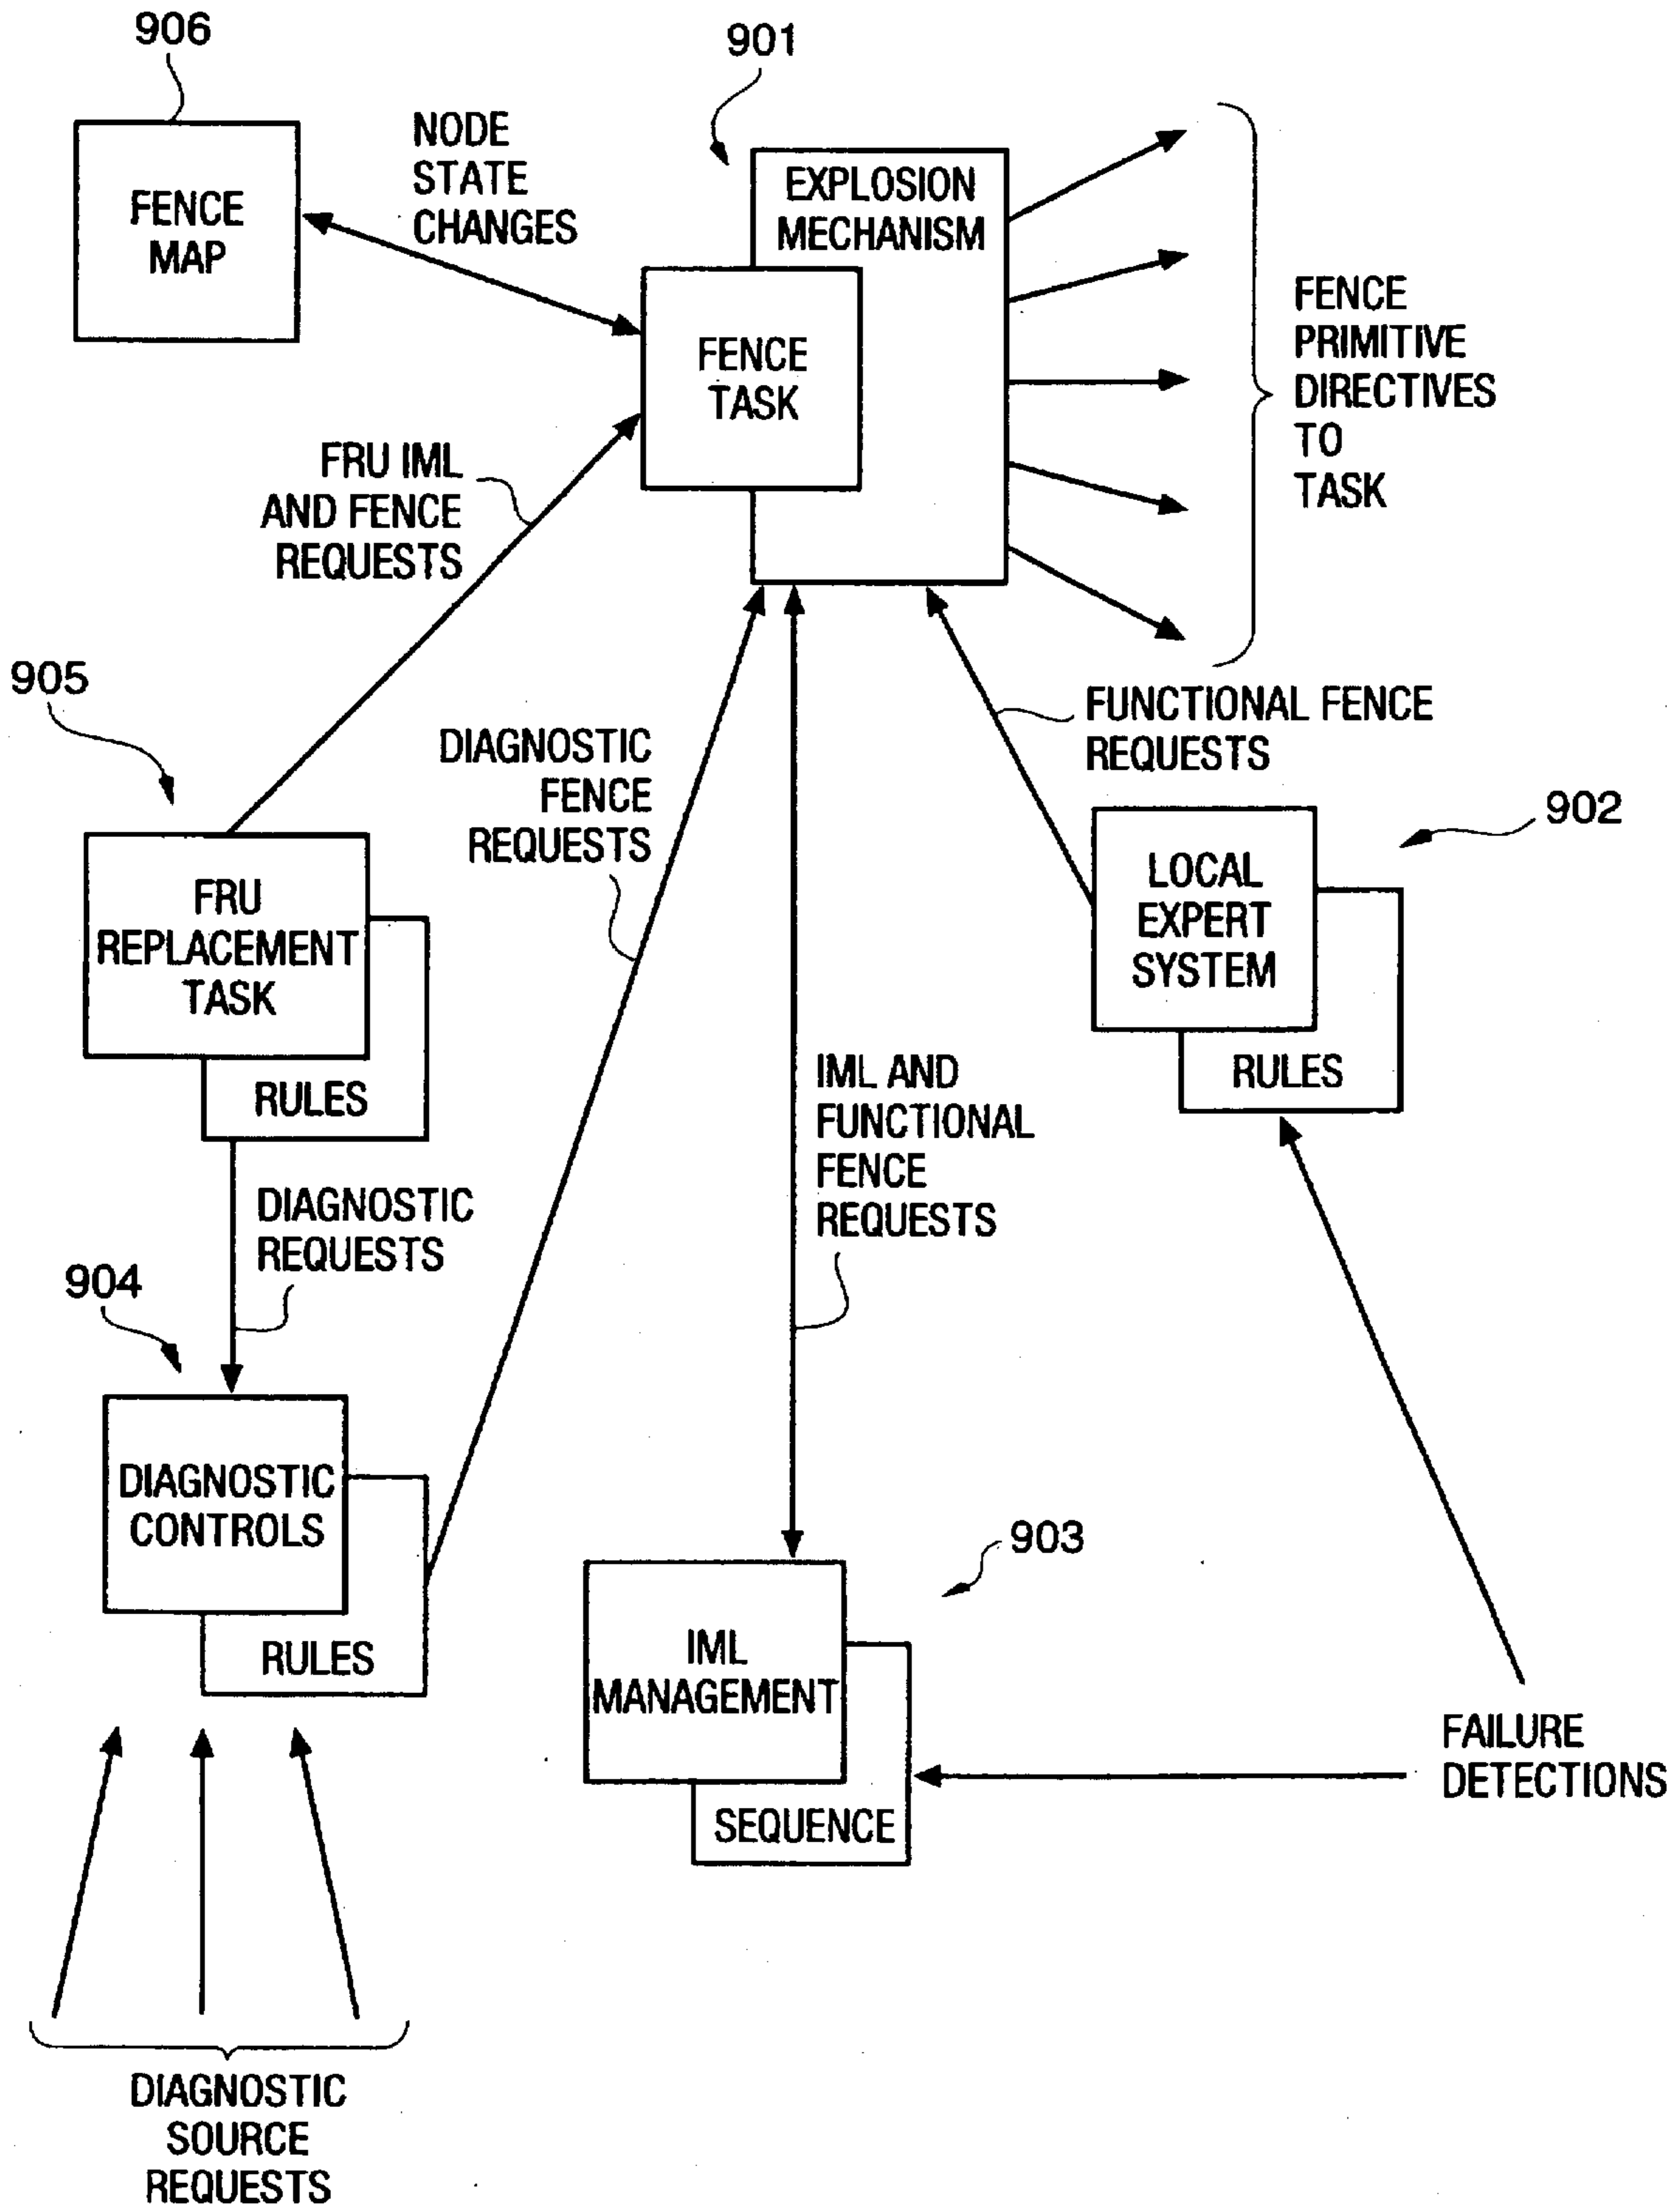 906
901
NODE
STATE
CHANGES
FENCE
MAP
EXPLOSION
MECHANISM
FENCE
TASK
FENCE
PRIMITIVE
DIRECTIVES
TO
TASK
FRU IML
AND FENCE
REQUESTS
905
DIAGNOSTIC
FENCE
REQUESTS
FUNCTIONAL FENCE
REQUESTS
902
FRU
REPLACEMENT
TASK
RULES
LOCAL
EXPERT
SYSTEM
RULES
IML AND
FUNCTIONAL
FENCE
REQUESTS
DIAGNOSTIC
REQUESTS
904
DIAGNOSTIC
CONTROLS
RULES
903
IML
MANAGEMENT
SEQUENCE
FAILURE
DETECTIONS
DIAGNOSTIC
SOURCE
REQUESTS